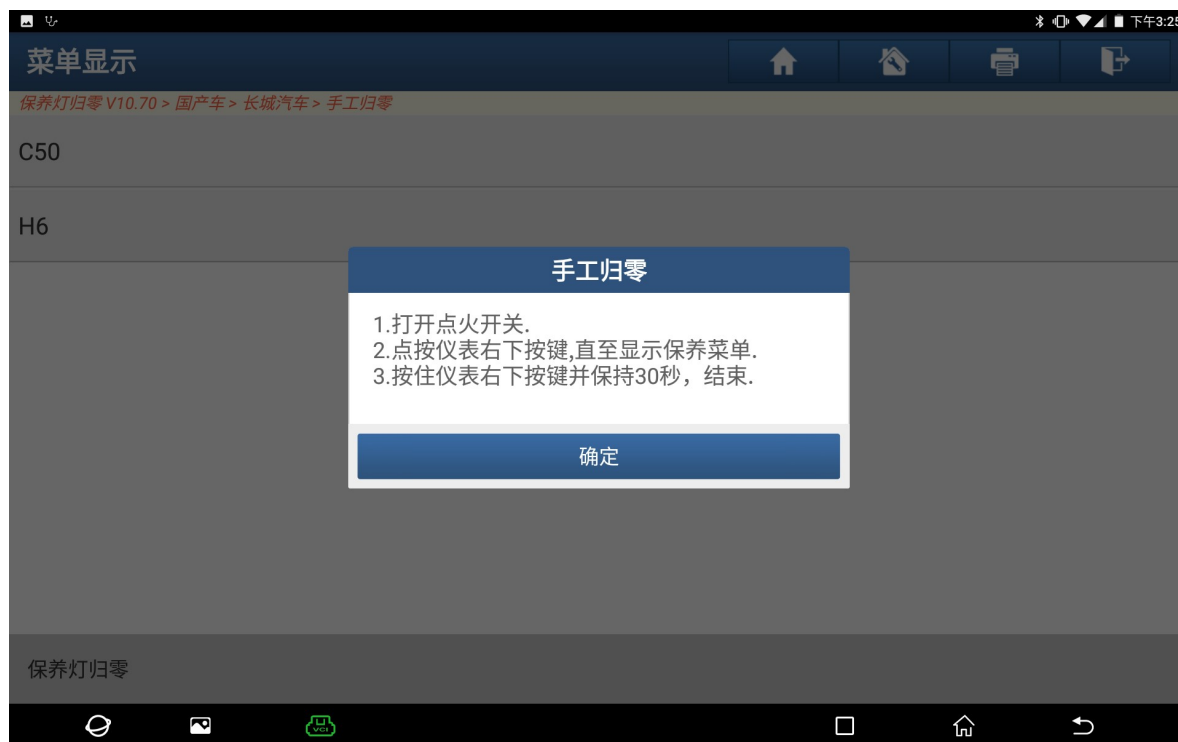 下午3:25
菜单显示
保养灯归零 V10.70 > 国产车 > 长城汽车 > 手工归零
C50
H6
手工归零
1.打开点火开关.
2.点按仪表右下按键,直至显示保养菜单.
3.按住仪表右下按键并保持30秒，结束.
确定
保养灯归零
VCI